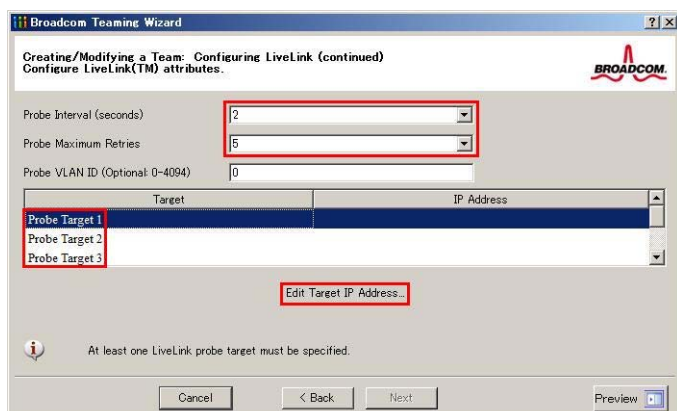 Broadcom Teaming Wizard
Creating/Modifying a Team: Configuring LiveLink (continued)
Configure LiveLink(TM) attributes.
BROADCOM.
Probe Interval (seconds)
2
Probe Maximum Retries
5
Probe VLAN ID (Optional: 0-4094)
0
Target IP Address
Probe Target 1
Probe Target 2
Probe Target 3
Edit Target IP Address...
At least one LiveLink probe target must be specified.
Cancel < Back Next Preview